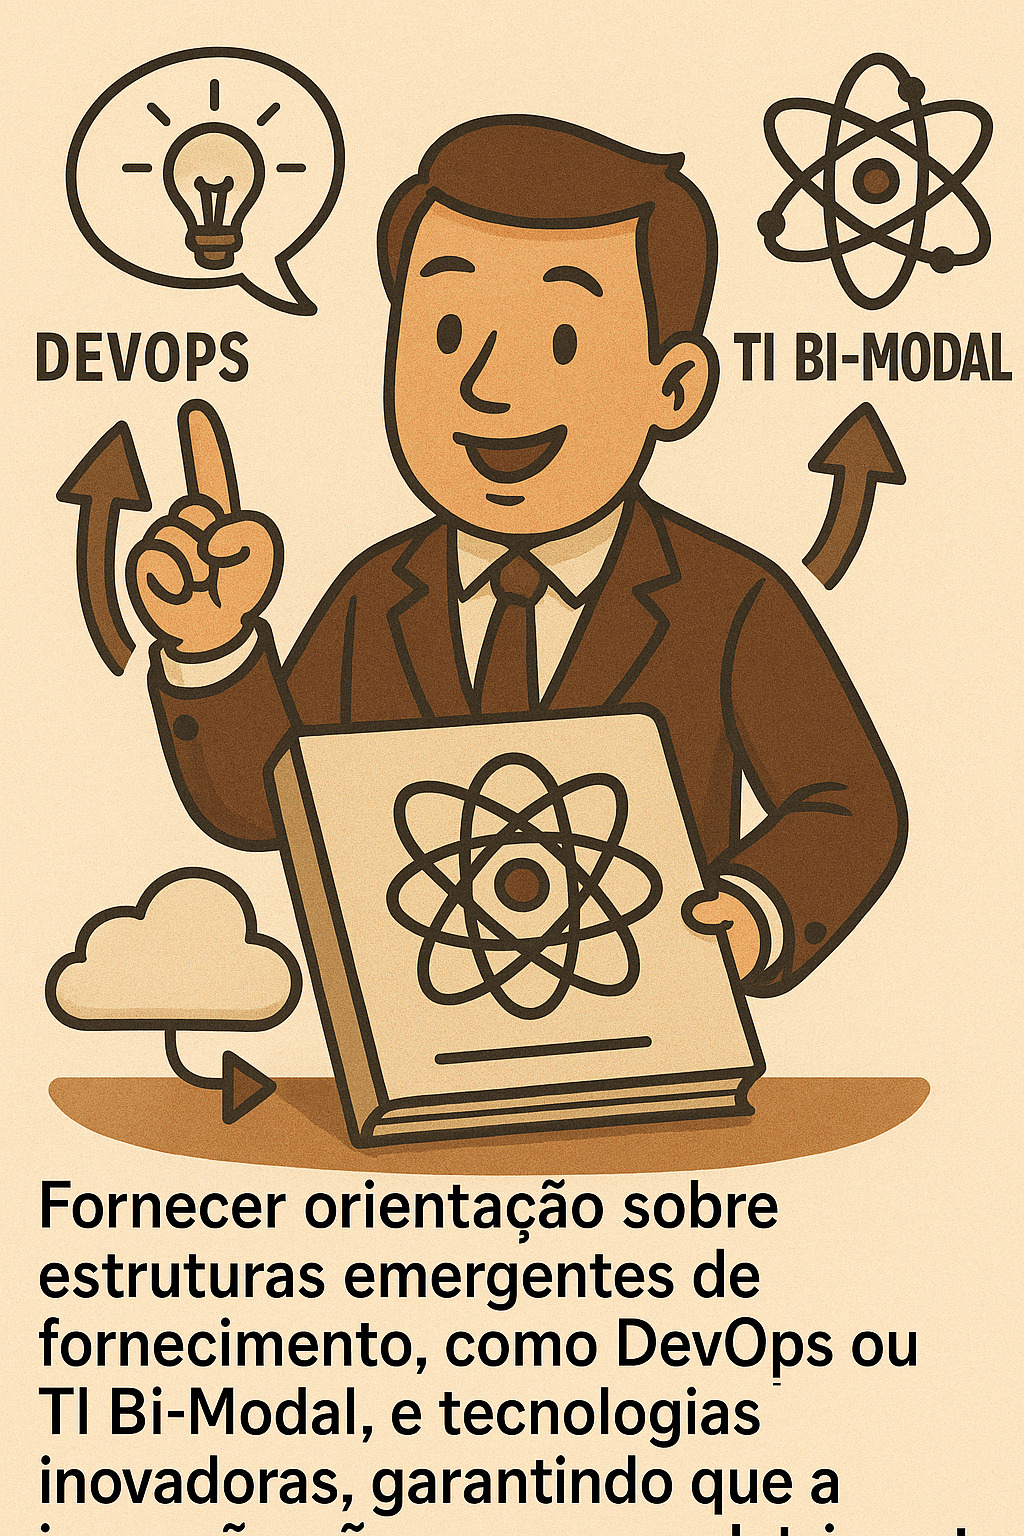 DEVOPS
TI BI-MODAL
Fornecer orientação sobre
estruturas emergentes de
fornecimento, como DevOps ou
TI Bi-Modal, e tecnologias
inovadoras, garantindo que a